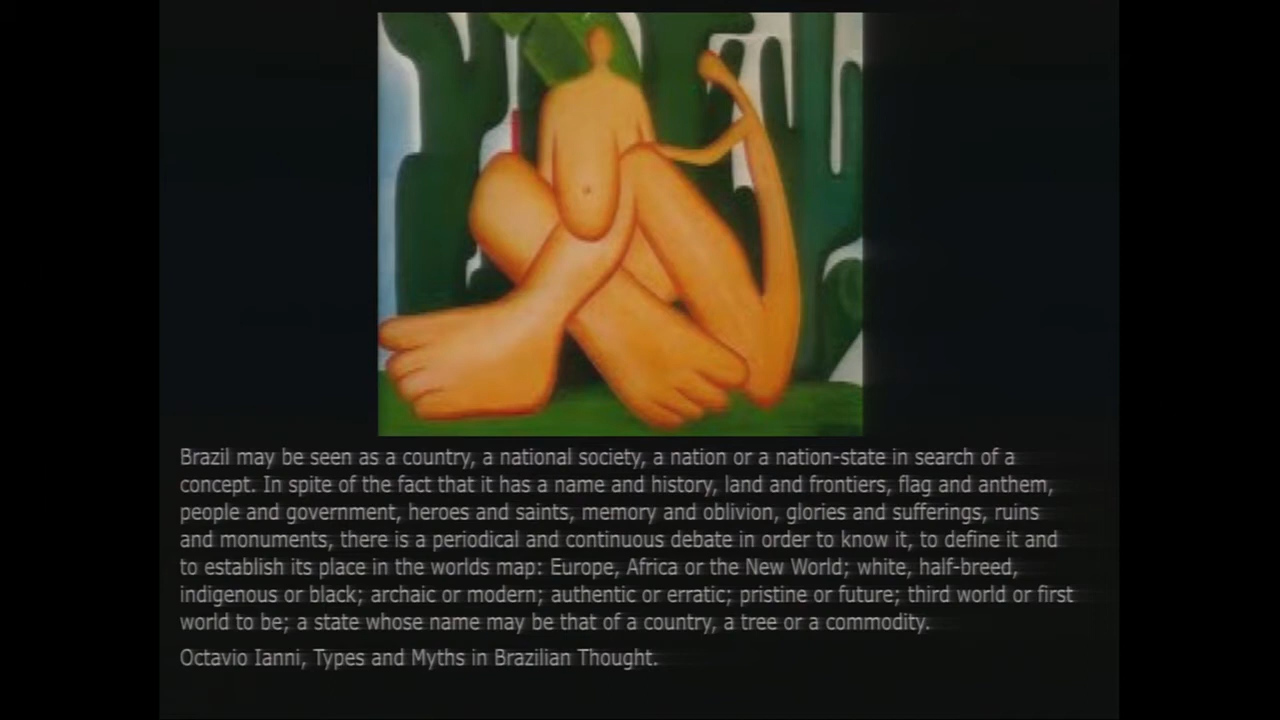 Brazil may be seen as a country, a national society, a nation or a nation-state in search of a
concept. In spite of the fact that it has a name and history, land and frontiers, flag and anthem,
people and government, heroes and saints, memory and oblivion, glories and sufferings, ruins
and monuments, there is a periodical and continuous debate in order to know it, to define it and
to establish its place in the worlds map: Europe, Africa or the New World; white, half-breed,
indigenous or black; archaic or modern; authentic or erratic; pristine or future; third world or first
world to be; a state whose name may be that of a country, a tree or a commodity.
Octavio Ianni, Types and Myths in Brazilian Thought.